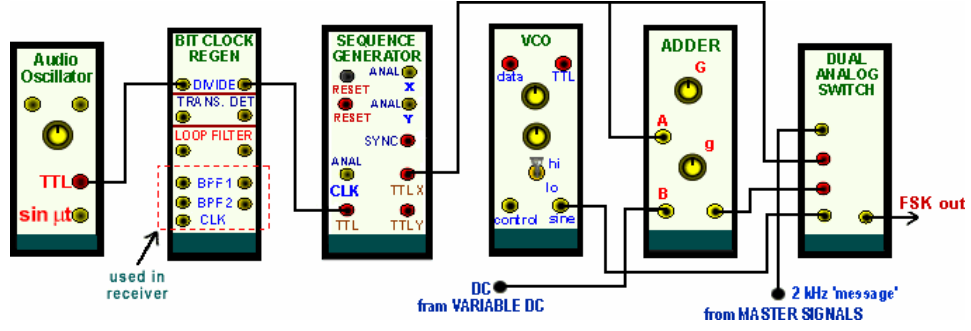 Audio
Oscillator
TTL
sin µt
BIT CLOCK
REGEN
DIVIDE
TRANS. DET
LOOP FILTER
BPF1
BPF2
CLK
used in
receiver
SEQUENCE
GENERATOR
ANAL
X
RESET
ANAL
RESET
Y
SYNC
ANAL
CLK
TTLX
TTL
TTLY
VCO
data
TTL
hi
lo
control
sine
ADDER
G
A
g
B
DUAL
ANALOG
SWITCH
FSK out
DC
fram VARIABLE DC
2 kHz 'message'
from MASTER SIGNALS